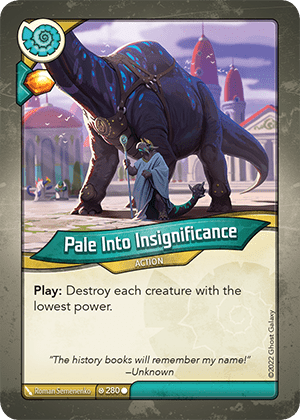 Pale Into Insignificance
ACTION
Play: Destroy each creature with the
lowest power.
"The history books will remember my name!"
–Unknown
Roman Semenenko
280
©2022 Ghost Galaxy